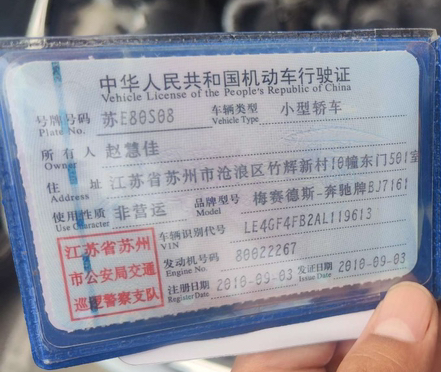 中华人民共和国机动车行驶证
Vehicle License of the People's Republic of China
号牌号码 苏E80S08 车辆类型 小型轿车
Plate No. Vehicle Type
所有人 赵慧佳
Owner
住址 江苏省苏州市沧浪区竹辉新村10幢东门501室
Address
使用性质 非营运 品牌型号 梅赛德斯-奔驰牌BJ7161
Use Character Model
车辆识别代号 LE4GF4FB2AL119613
VIN
发动机号码 80022267
Engine No.
注册日期 2010-09-03 发证日期 2010-09-03
Register Date Issue Date
江苏省苏州
市公安局交通
巡逻警察支队